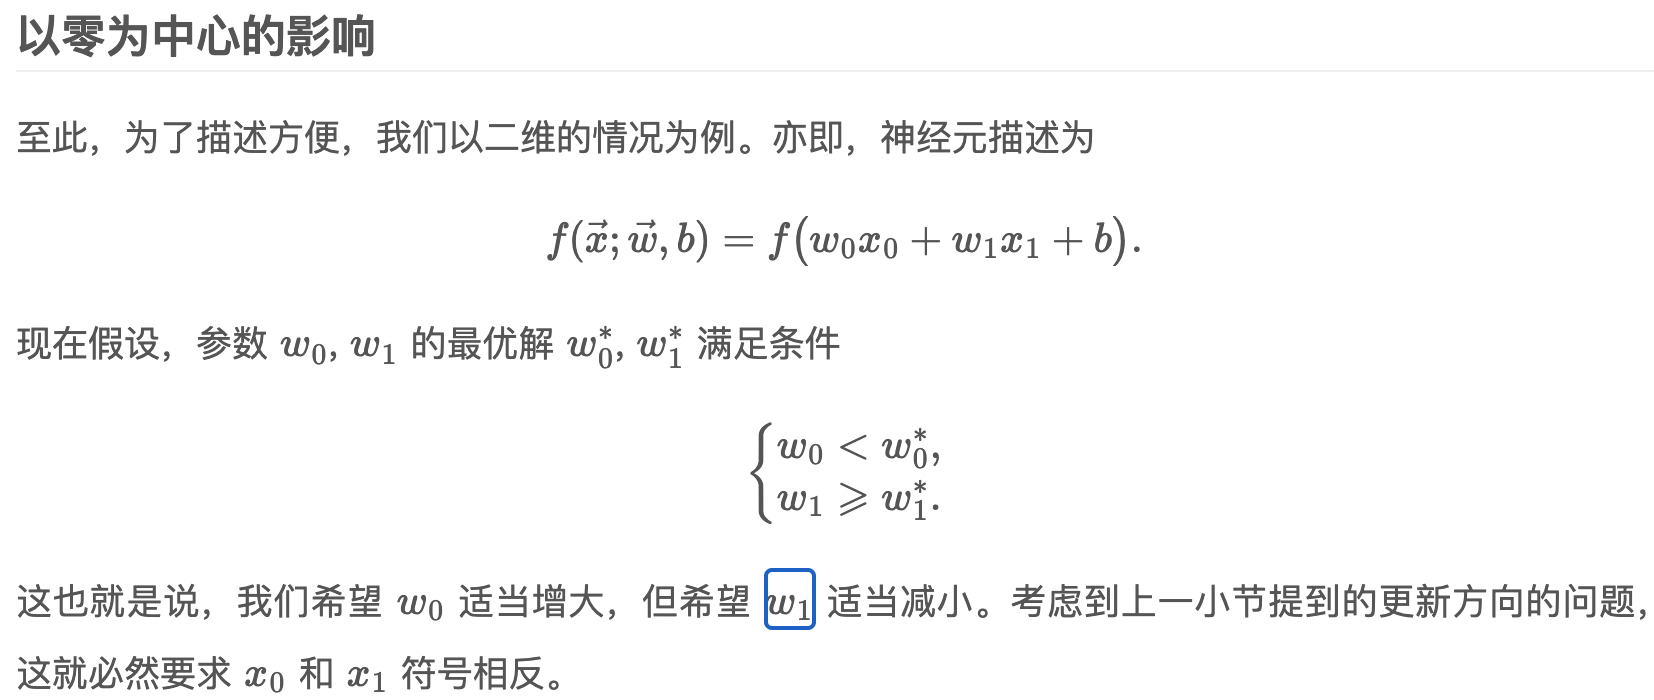 以零为中心的影响
至此，为了描述方便，我们以二维的情况为例。亦即，神经元描述为
$f(\vec{x}; \vec{w}, b) = f(w_0x_0 + w_1x_1 + b).$
现在假设，参数 $w_0$, $w_1$ 的最优解 $w_0^*$, $w_1^*$ 满足条件
$\begin{cases} w_0 < w_0^*, \\ w_1 \geqslant w_1^*. \end{cases}$
这也就是说，我们希望 $w_0$ 适当增大，但希望 $w_1$ 适当减小。考虑到上一小节提到的更新方向的问题，
这就必然要求 $x_0$ 和 $x_1$ 符号相反。